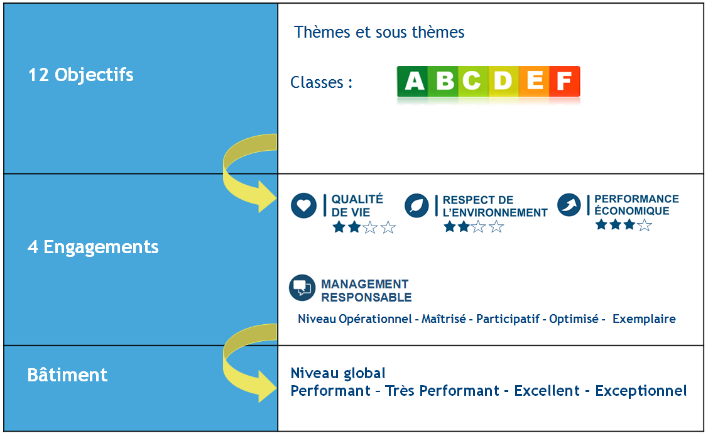 12 Objectifs
Thèmes et sous thèmes
Classes :
A B C D E F
4 Engagements
QUALITÉ
DE VIE
RESPECT DE
L'ENVIRONNEMENT
PERFORMANCE
ÉCONOMIQUE
MANAGEMENT
RESPONSABLE
Niveau Opérationnel - Maîtrisé - Participatif - Optimisé - Exemplaire
Bâtiment
Niveau global
Performant - Très Performant - Excellent - Exceptionnel